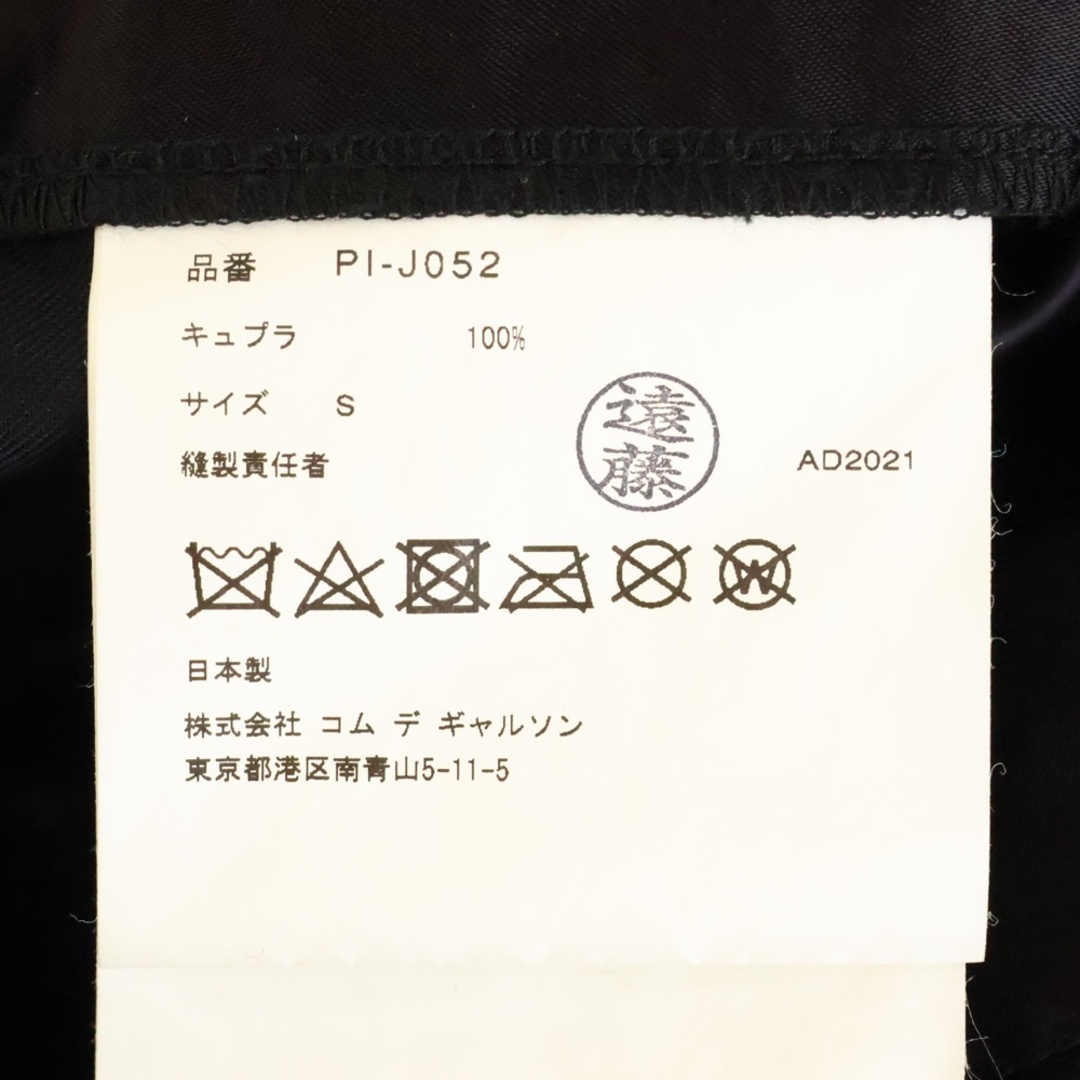 品番 PI-J052
キュプラ 100%
サイズ S
縫製責任者 遠藤 AD2021
W
日本製
株式会社 コム デ ギャルソン
東京都港区南青山5-11-5